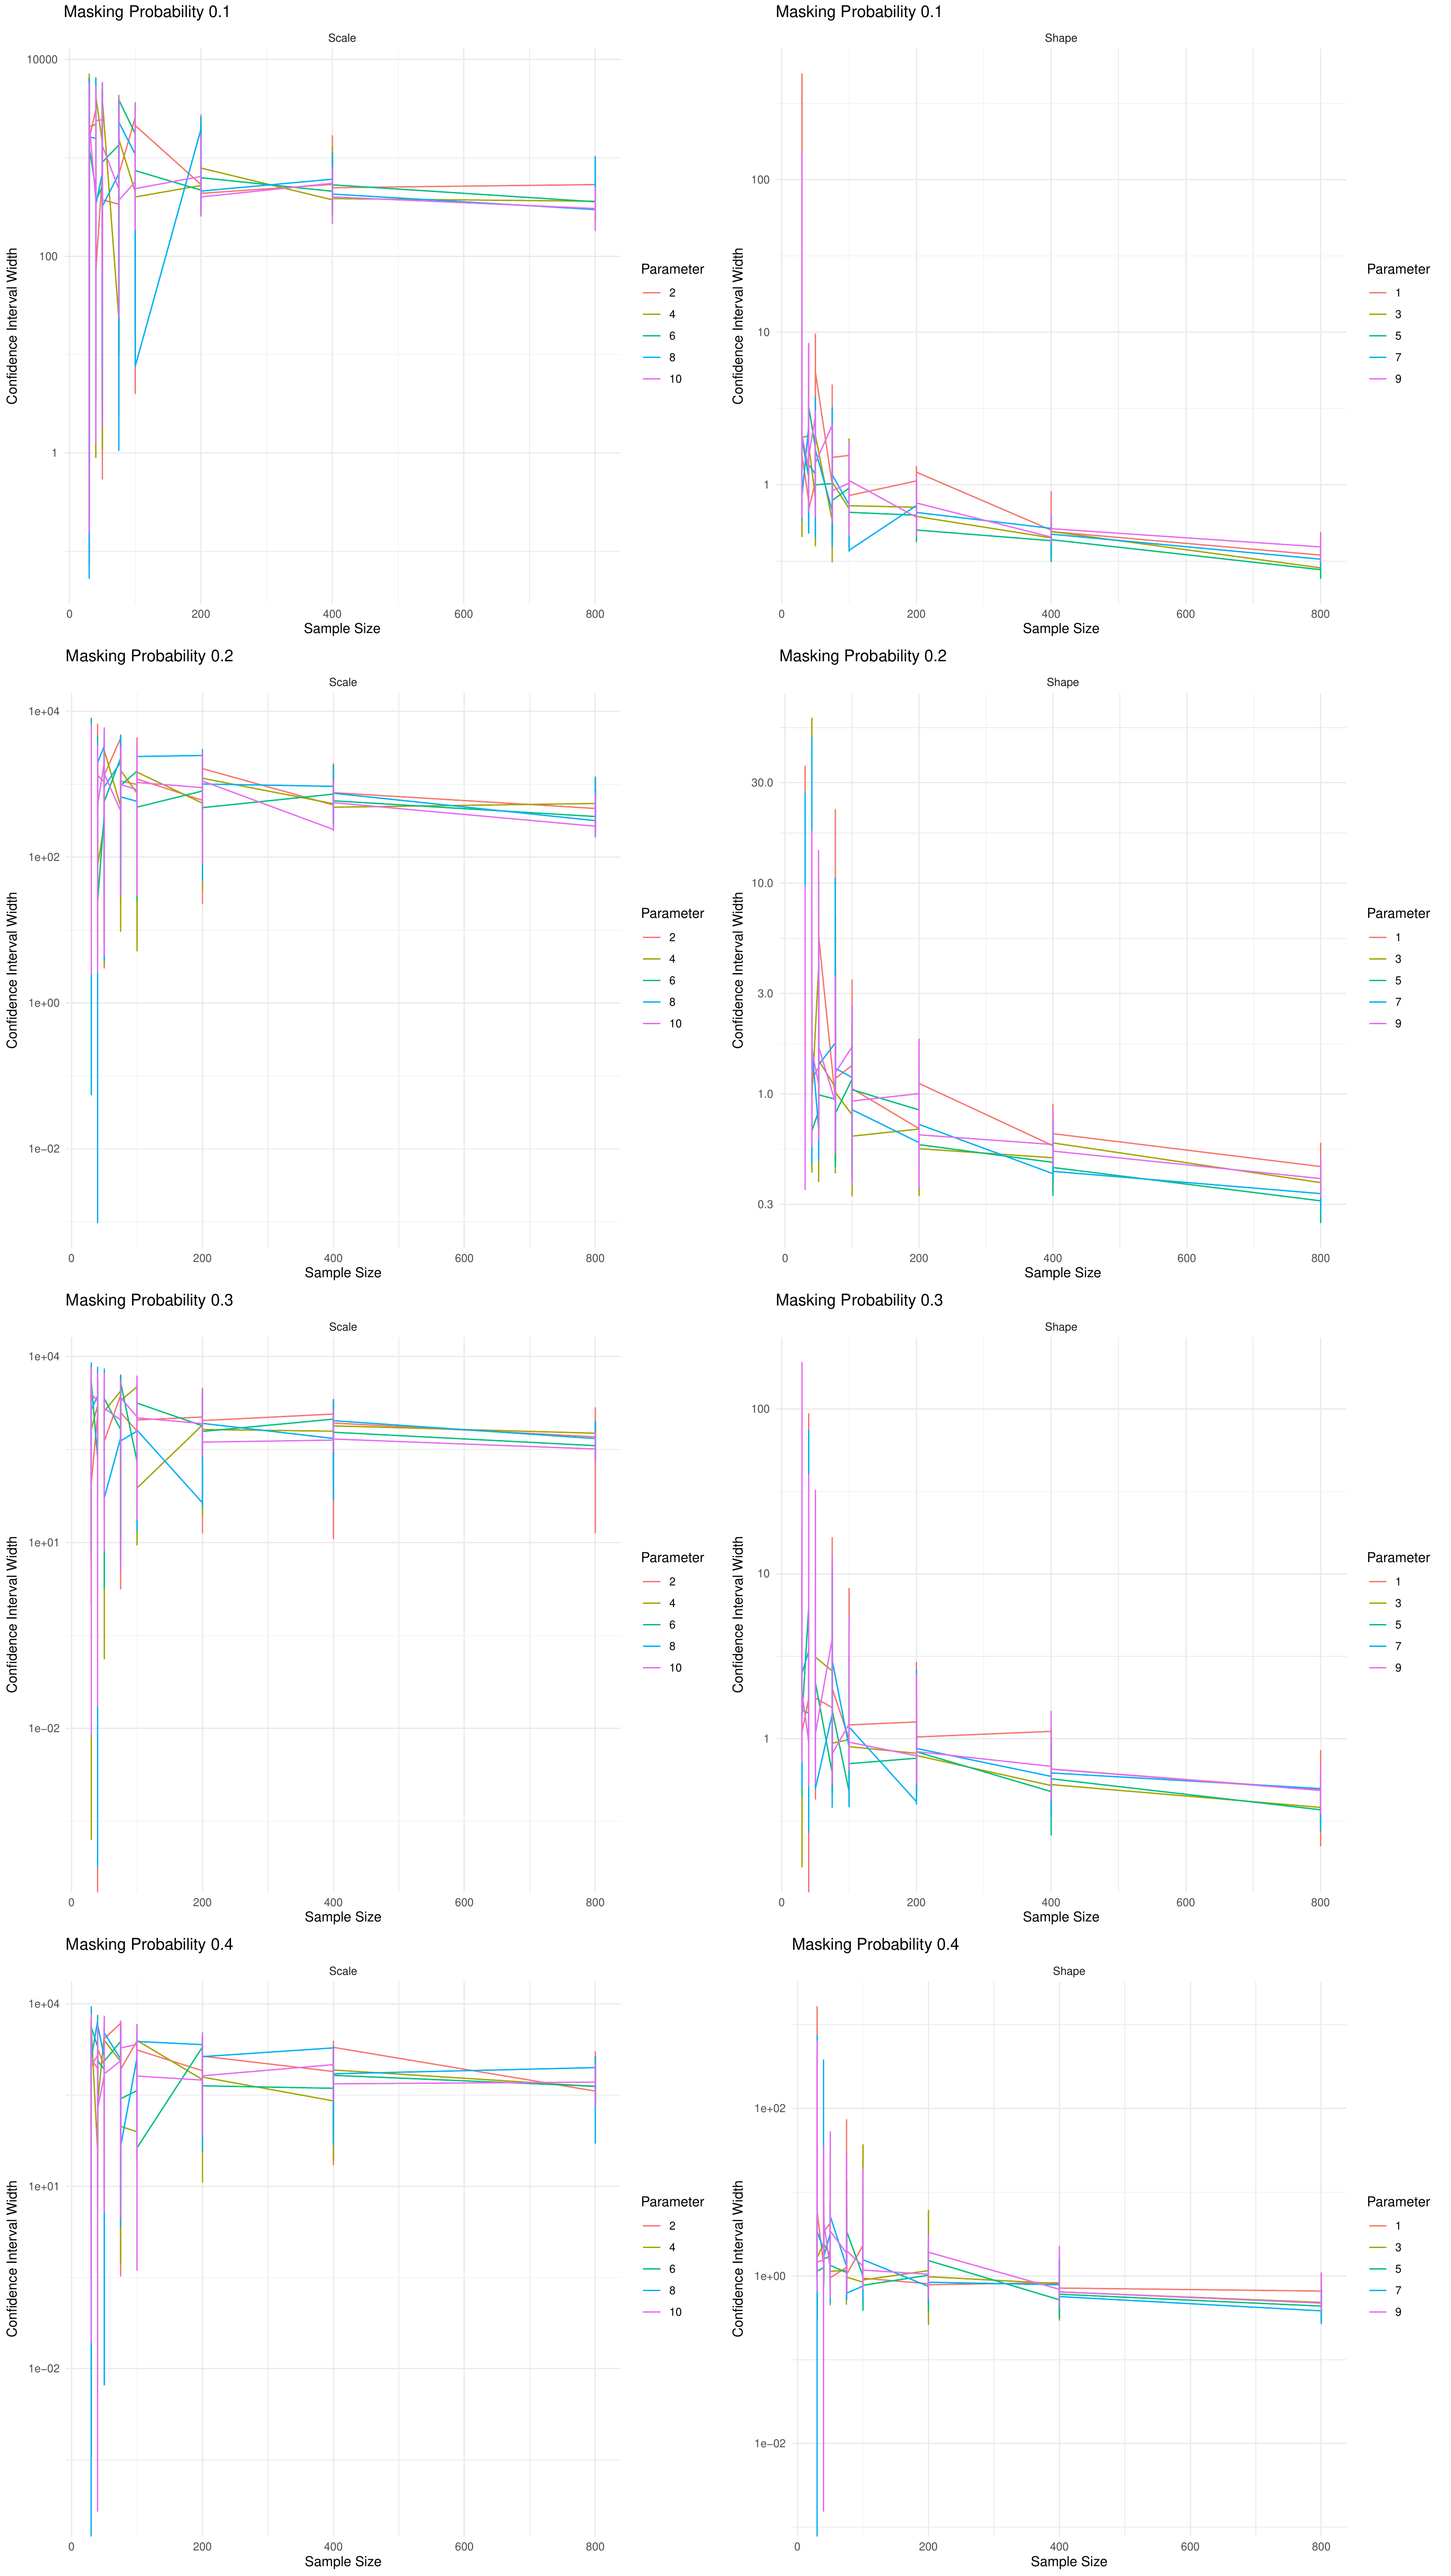 Masking Probability 0.1
Scale
Confidence Interval Width
10000
100
1
0 200 400 600 800
Sample Size
Parameter
2
4
6
8
10
Masking Probability 0.1
Shape
Confidence Interval Width
100
10
1
0 200 400 600 800
Sample Size
Parameter
1
3
5
7
9
Masking Probability 0.2
Scale
Confidence Interval Width
1e+04
1e+02
1e+00
1e−02
0 200 400 600 800
Sample Size
Parameter
2
4
6
8
10
Masking Probability 0.2
Shape
Confidence Interval Width
30.0
10.0
3.0
1.0
0.3
0 200 400 600 800
Sample Size
Parameter
1
3
5
7
9
Masking Probability 0.3
Scale
Confidence Interval Width
1e+04
1e+01
1e−02
0 200 400 600 800
Sample Size
Parameter
2
4
6
8
10
Masking Probability 0.3
Shape
Confidence Interval Width
100
10
1
0 200 400 600 800
Sample Size
Parameter
1
3
5
7
9
Masking Probability 0.4
Scale
Confidence Interval Width
1e+04
1e+01
1e−02
0 200 400 600 800
Sample Size
Parameter
2
4
6
8
10
Masking Probability 0.4
Shape
Confidence Interval Width
1e+02
1e+00
1e−02
0 200 400 600 800
Sample Size
Parameter
1
3
5
7
9